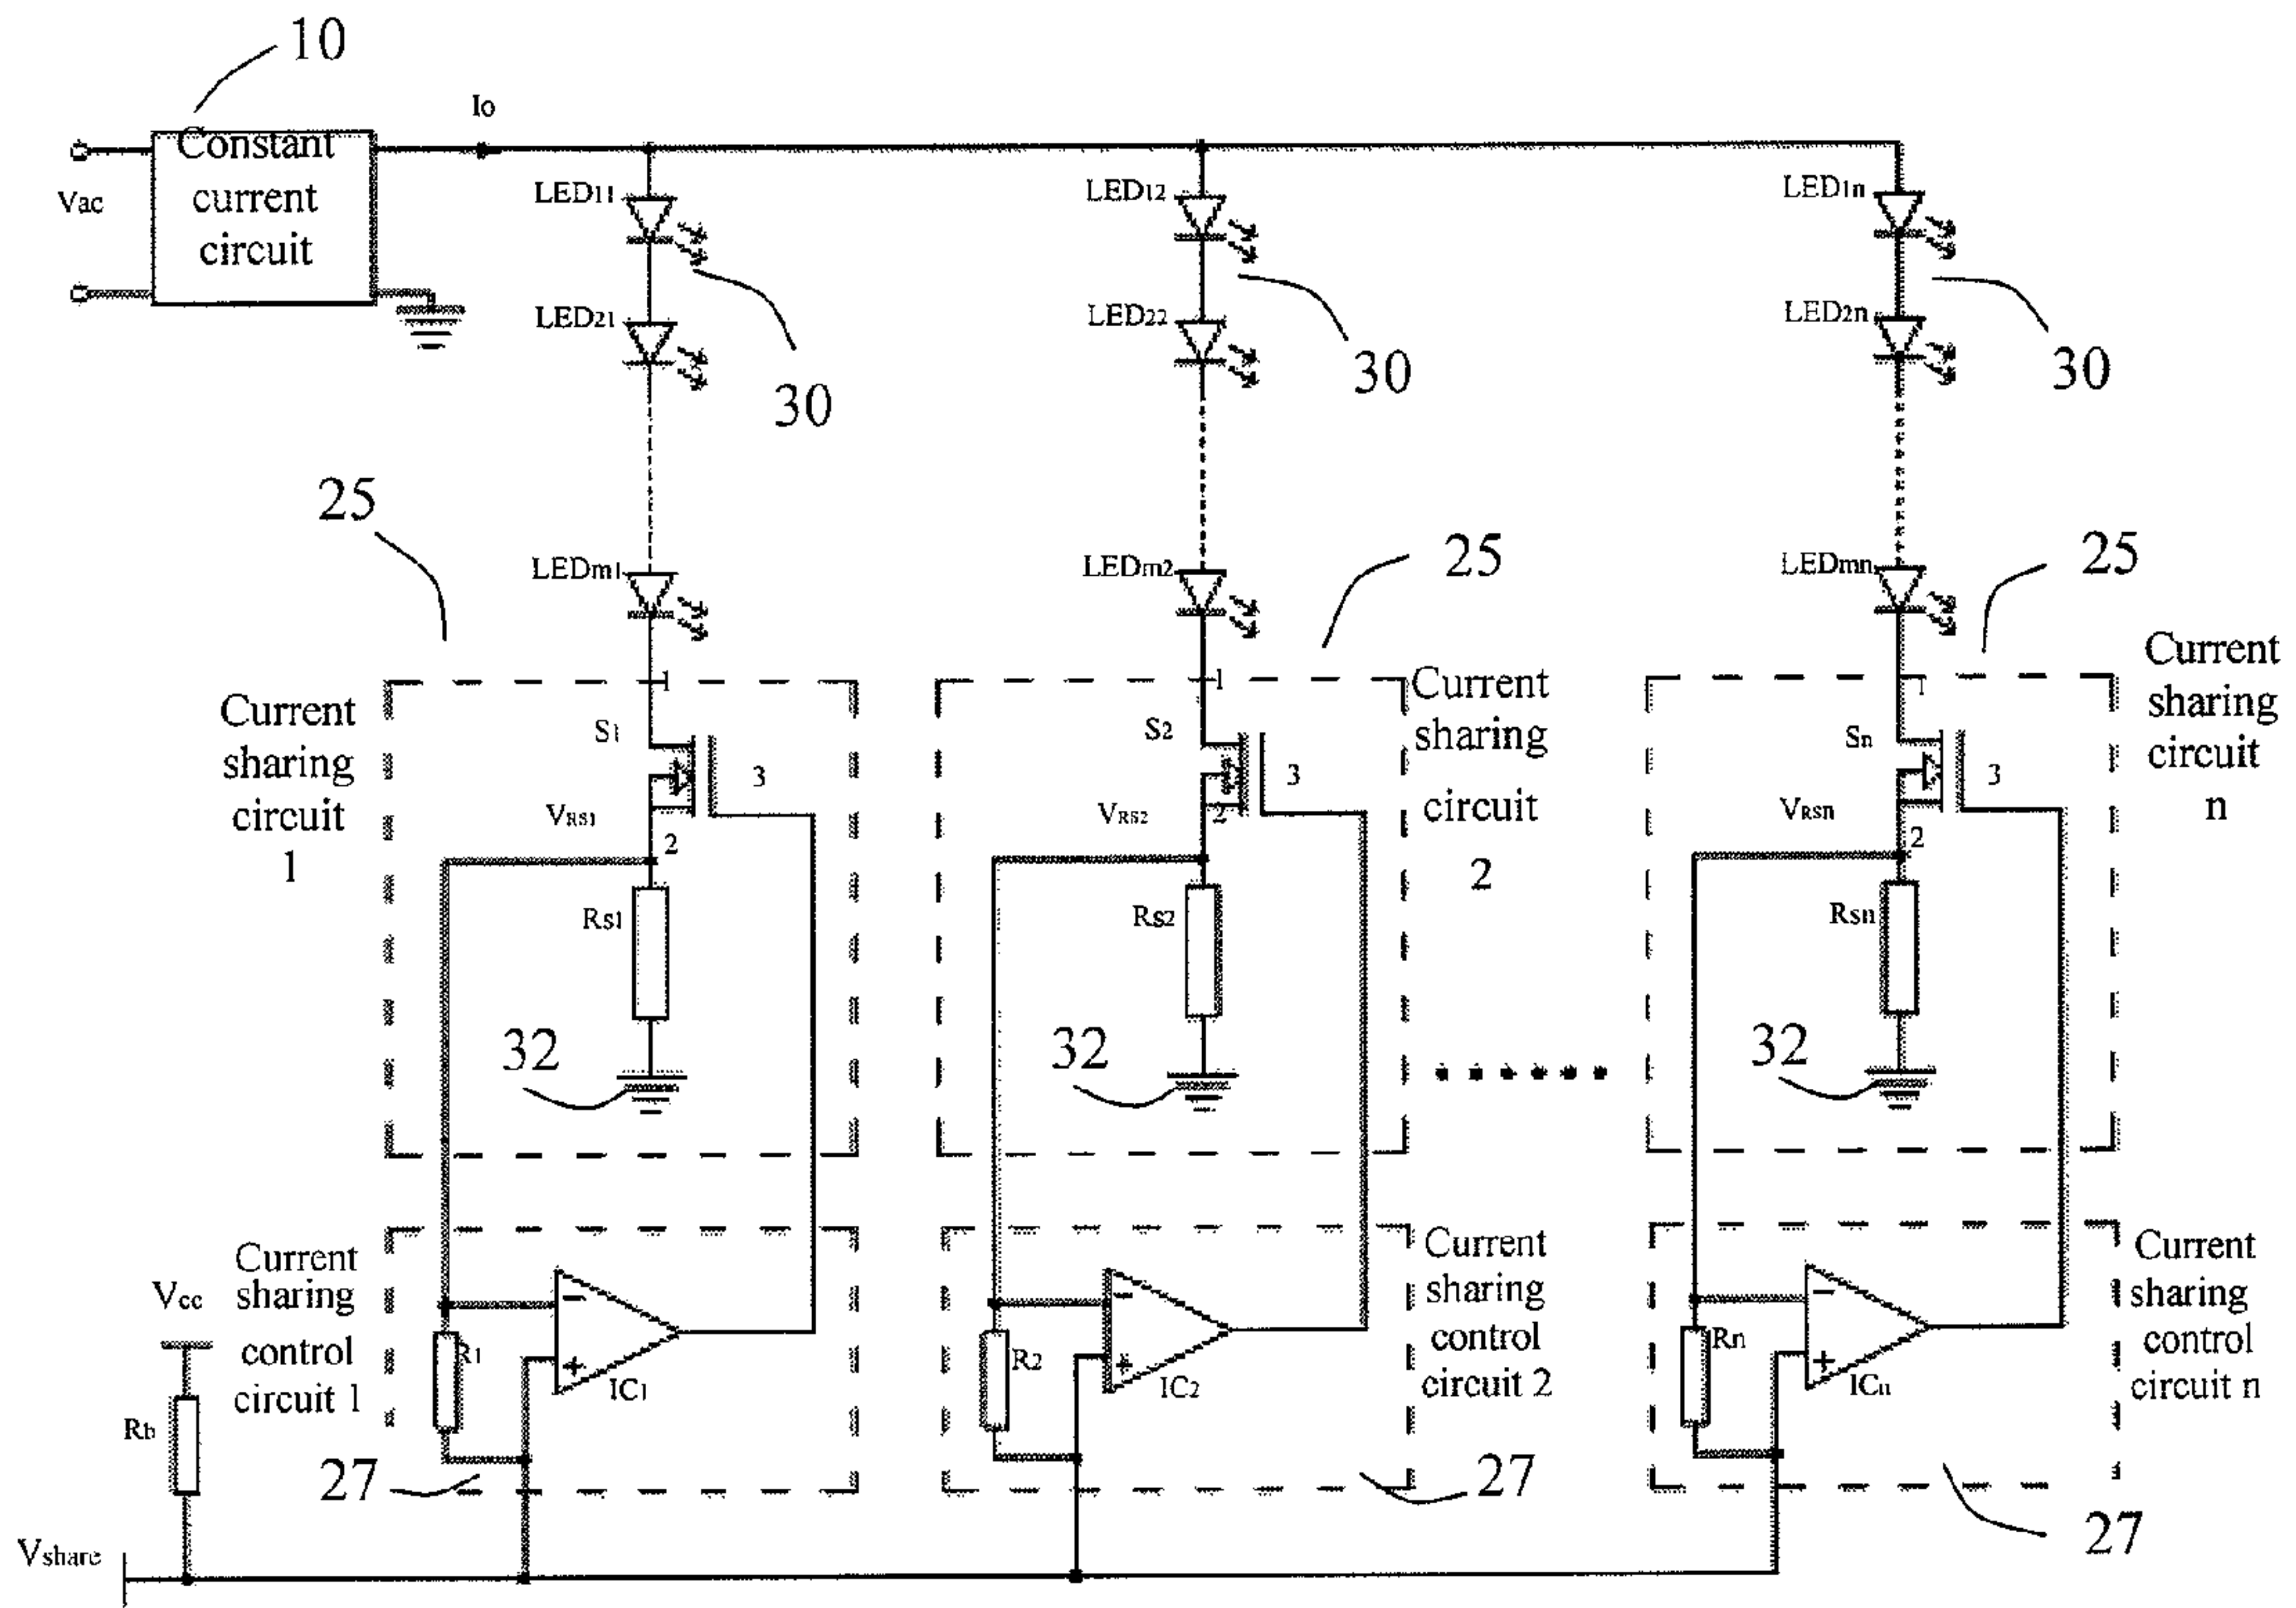 10
Io
Constant
current
circuit
Vac
LED11
LED12
LED1n
30
30
30
LED21
LED22
LED2n
25
25
25
LEDm1
LEDm2
LEDmn
Current
sharing
circuit
1
Current
sharing
circuit
2
Current
sharing
circuit
n
1
S1
3
VRS1
2
RS1
32
1
S2
3
VRS2
2
RS2
32
1
Sn
3
VRSn
2
RSn
32
Current
sharing
control
circuit 1
Current
sharing
control
circuit 2
Current
sharing
control
circuit n
Vcc
Rb
R1
−
+
IC1
R2
−
+
IC2
Rn
−
+
ICn
27
27
27
Vshare